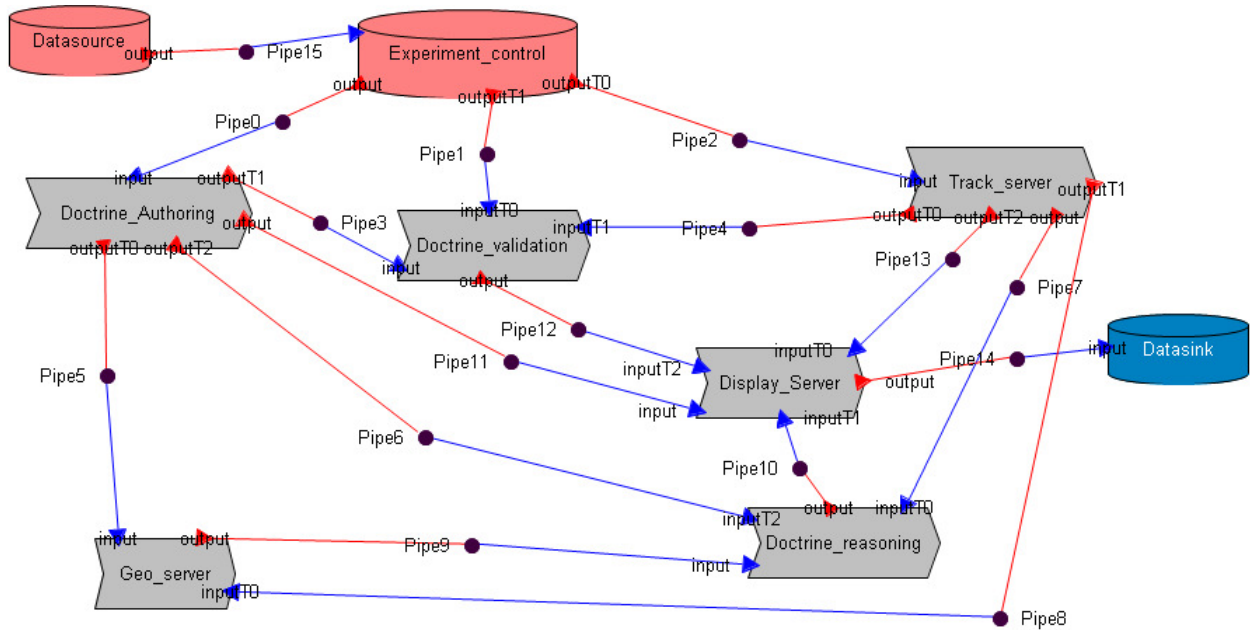 Datasource
output
Pipe15
Experiment_control
output
outputT1
outputT0
Pipe0
Pipe1
Pipe2
input
outputT1
Doctrine_Authoring
output
outputT0
outputT2
Pipe3
inputT0
inputT1
Doctrine_validation
input
output
Pipe4
input
Track_server
outputT1
outputT0
outputT2
output
Pipe13
Pipe7
Pipe12
Pipe11
Pipe5
inputT0
inputT2
Display_Server
output
input
inputT1
Pipe14
input
Datasink
Pipe6
Pipe10
output
inputT0
inputT2
Doctrine_reasoning
input
input
output
Geo_server
inputT0
Pipe9
Pipe8